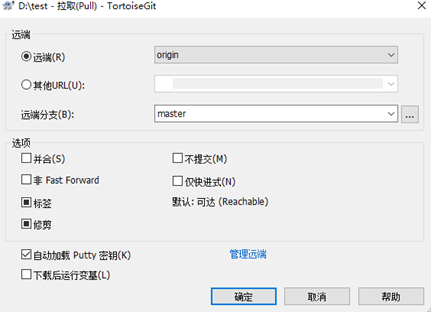 D:\test - 拉取(Pull) - TortoiseGit
远端
远端(R)
origin
其他URL(U):
远端分支(B):
master
...
选项
并合(S)
不提交(M)
非 Fast Forward
仅快进式(N)
标签
默认: 可达 (Reachable)
修剪
自动加载 Putty 密钥(K)
管理远端
下载后运行变基(L)
确定
取消
帮助